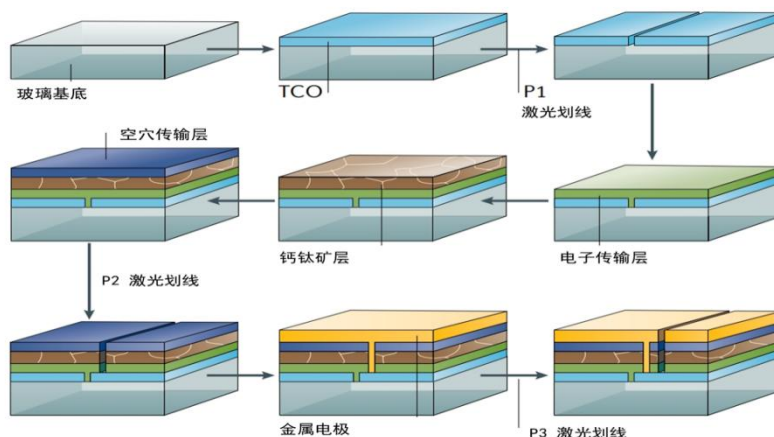 玻璃基底
TCO
P1
激光划线
空穴传输层
钙钛矿层
电子传输层
P2 激光划线
金属电极
P3 激光划线